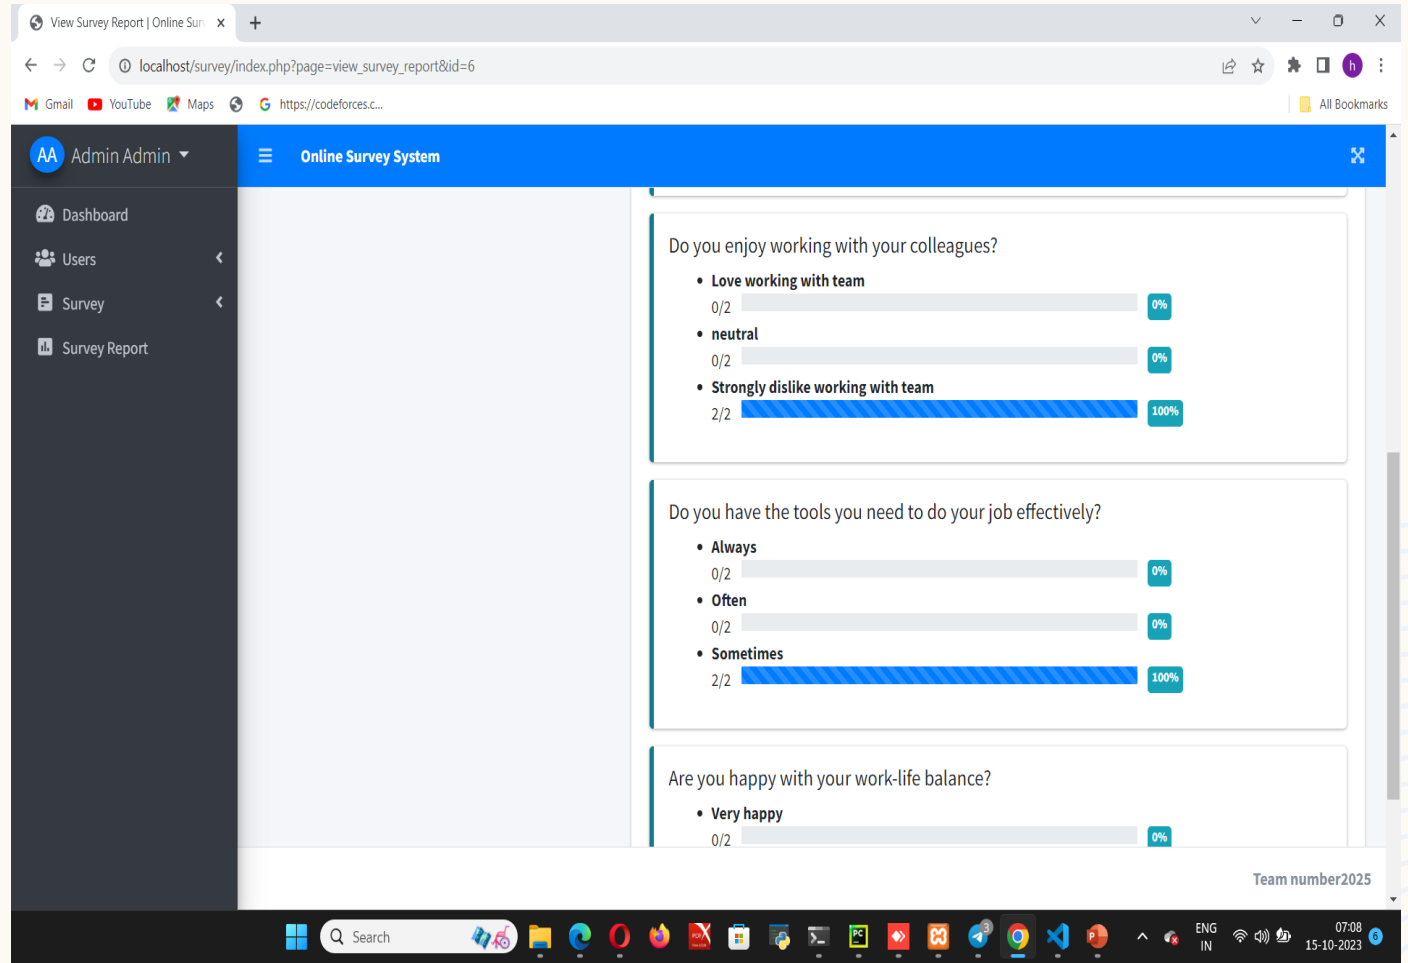 View Survey Report | Online Surv
localhost/survey/index.php?page=view_survey_report&id=6
h
Gmail YouTube Maps https://codeforces.c... All Bookmarks
AA Admin Admin
Online Survey System
Dashboard
Users
Survey
Survey Report
Do you enjoy working with your colleagues?
Love working with team
0/2 0%
neutral
0/2 0%
Strongly dislike working with team
2/2 100%
Do you have the tools you need to do your job effectively?
Always
0/2 0%
Often
0/2 0%
Sometimes
2/2 100%
Are you happy with your work-life balance?
Very happy
0/2 0%
Team number2025
Search
PC
3
P
ENG
IN
07:08
15-10-2023
6